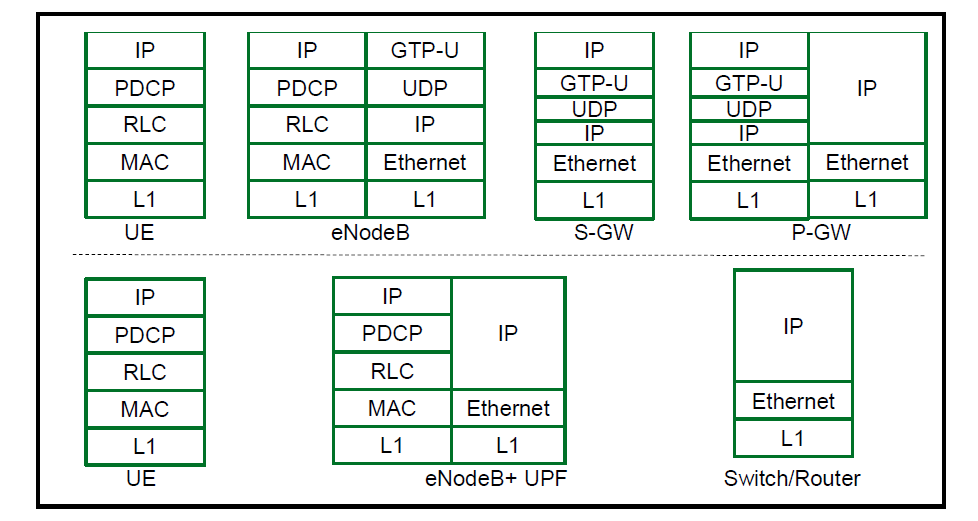 IP IP GTP-U IP IP IP
PDCP PDCP UDP GTP-U GTP-U
UDP UDP
RLC RLC IP IP IP
MAC MAC Ethernet Ethernet Ethernet Ethernet
L1 L1 L1 L1 L1 L1
UE eNodeB S-GW P-GW
IP IP IP IP
PDCP PDCP
RLC RLC
MAC MAC Ethernet Ethernet
L1 L1 L1 L1
UE eNodeB+ UPF Switch/Router